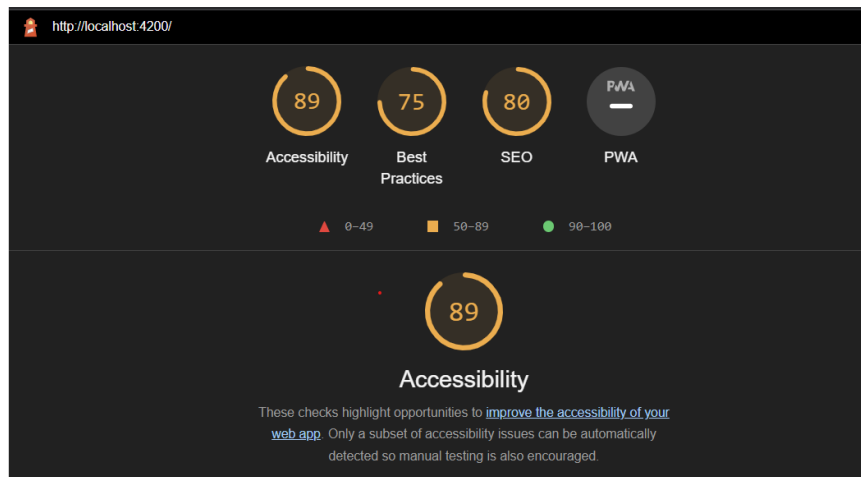 http://localhost:4200/
89
75
80
PWA
Accessibility
Best
Practices
SEO
PWA
0-49
50-89
90-100
89
Accessibility
These checks highlight opportunities to improve the accessibility of your
web app. Only a subset of accessibility issues can be automatically
detected so manual testing is also encouraged.